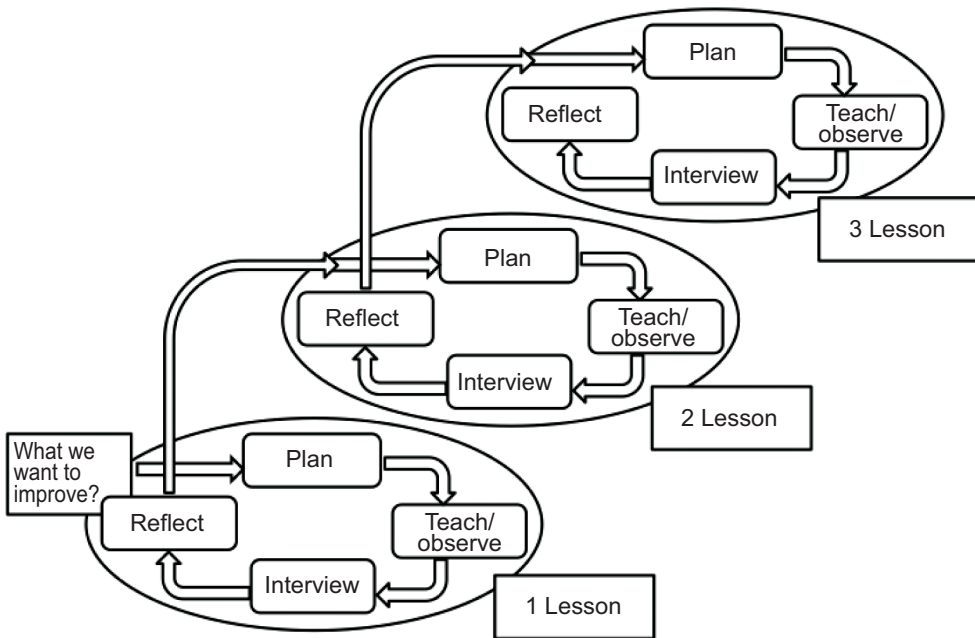 Plan
Reflect
Teach/
observe
Interview
3 Lesson
Plan
Reflect
Teach/
observe
Interview
2 Lesson
What we
want to
improve?
Plan
Reflect
Teach/
observe
Interview
1 Lesson